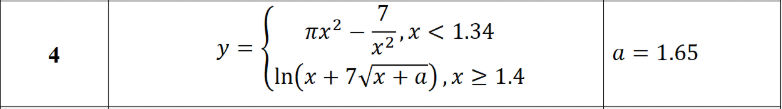 4
y = { πx² − 7/x², x < 1.34
ln(x + 7√(x + a)), x ≥ 1.4
a = 1.65